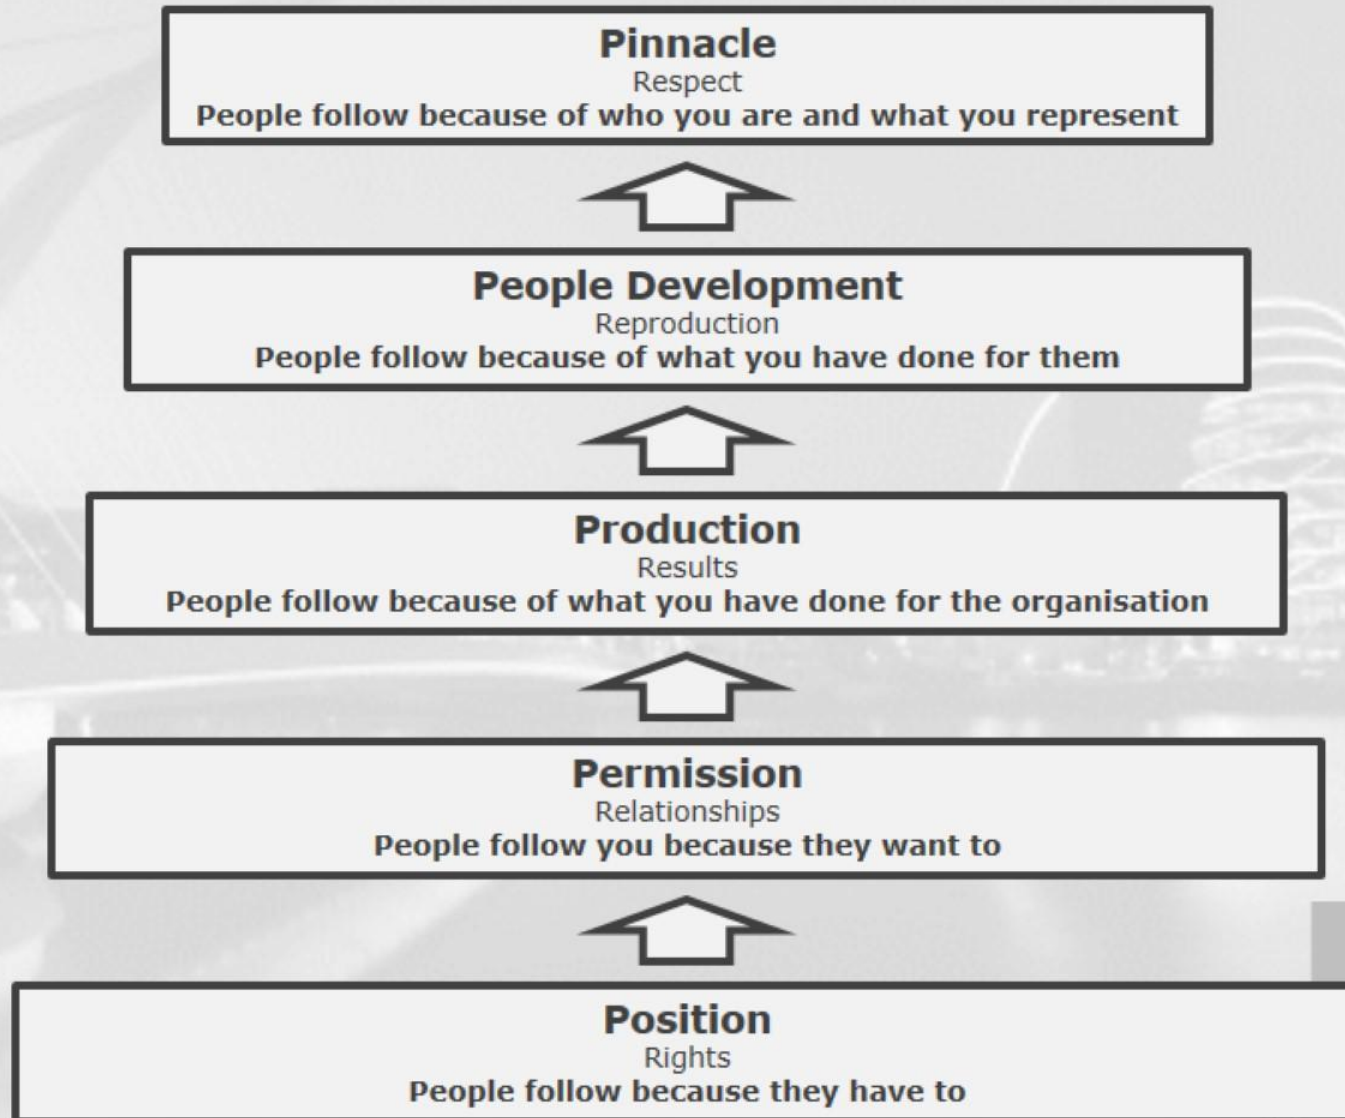 Pinnacle
Respect
People follow because of who you are and what you represent
People Development
Reproduction
People follow because of what you have done for them
Production
Results
People follow because of what you have done for the organisation
Permission
Relationships
People follow you because they want to
Position
Rights
People follow because they have to